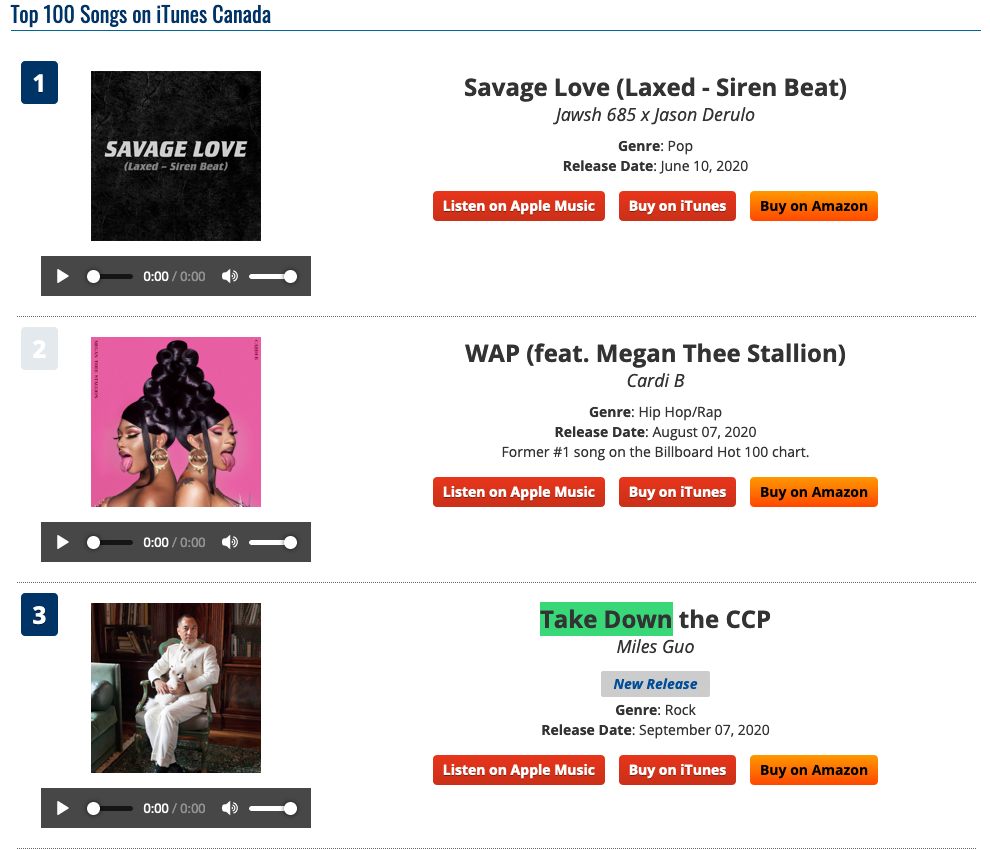 Top 100 Songs on iTunes Canada
1
SAVAGE LOVE
(Laxed – Siren Beat)
Savage Love (Laxed - Siren Beat)
Jawsh 685 x Jason Derulo
Genre: Pop
Release Date: June 10, 2020
Listen on Apple Music Buy on iTunes Buy on Amazon
0:00 / 0:00
2
MEGAN THEE STALLION
CARDI B
WAP (feat. Megan Thee Stallion)
Cardi B
Genre: Hip Hop/Rap
Release Date: August 07, 2020
Former #1 song on the Billboard Hot 100 chart.
Listen on Apple Music Buy on iTunes Buy on Amazon
0:00 / 0:00
3
Take Down the CCP
Miles Guo
New Release
Genre: Rock
Release Date: September 07, 2020
Listen on Apple Music Buy on iTunes Buy on Amazon
0:00 / 0:00